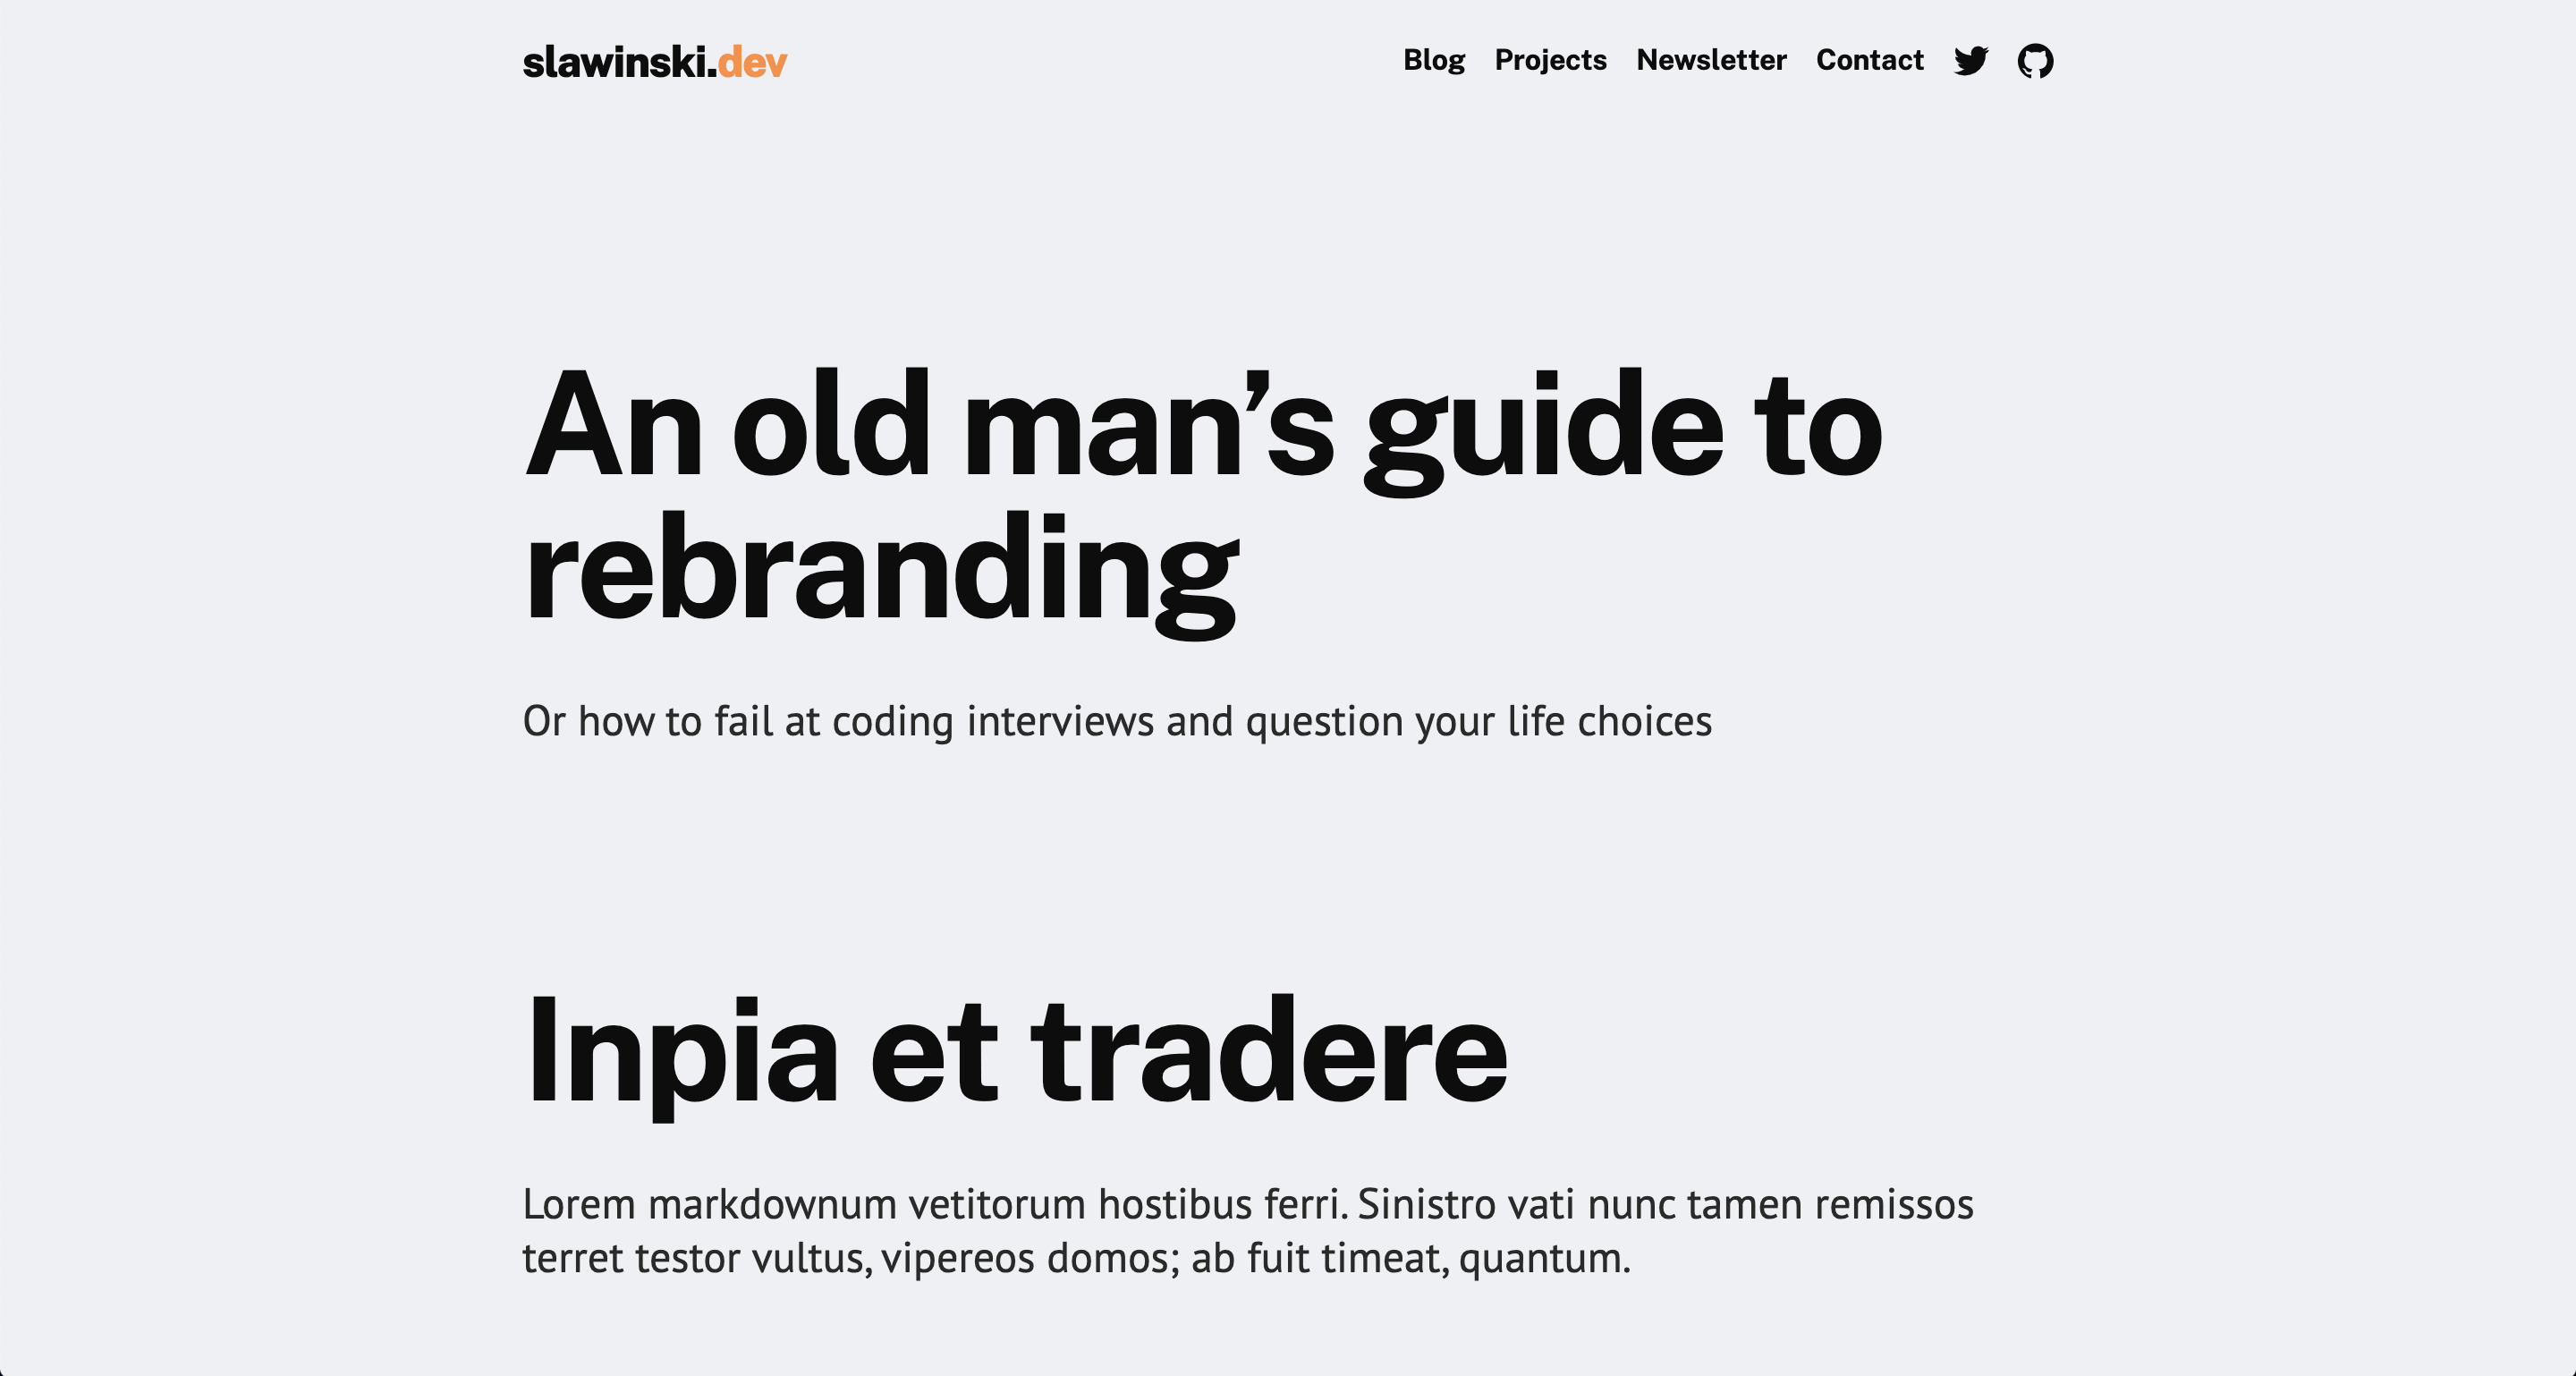 slawinski.dev
Blog Projects Newsletter Contact
An old man’s guide to
rebranding
Or how to fail at coding interviews and question your life choices
Inpia et tradere
Lorem markdownum vetitorum hostibus ferri. Sinistro vati nunc tamen remissos
terret testor vultus, vipereos domos; ab fuit timeat, quantum.